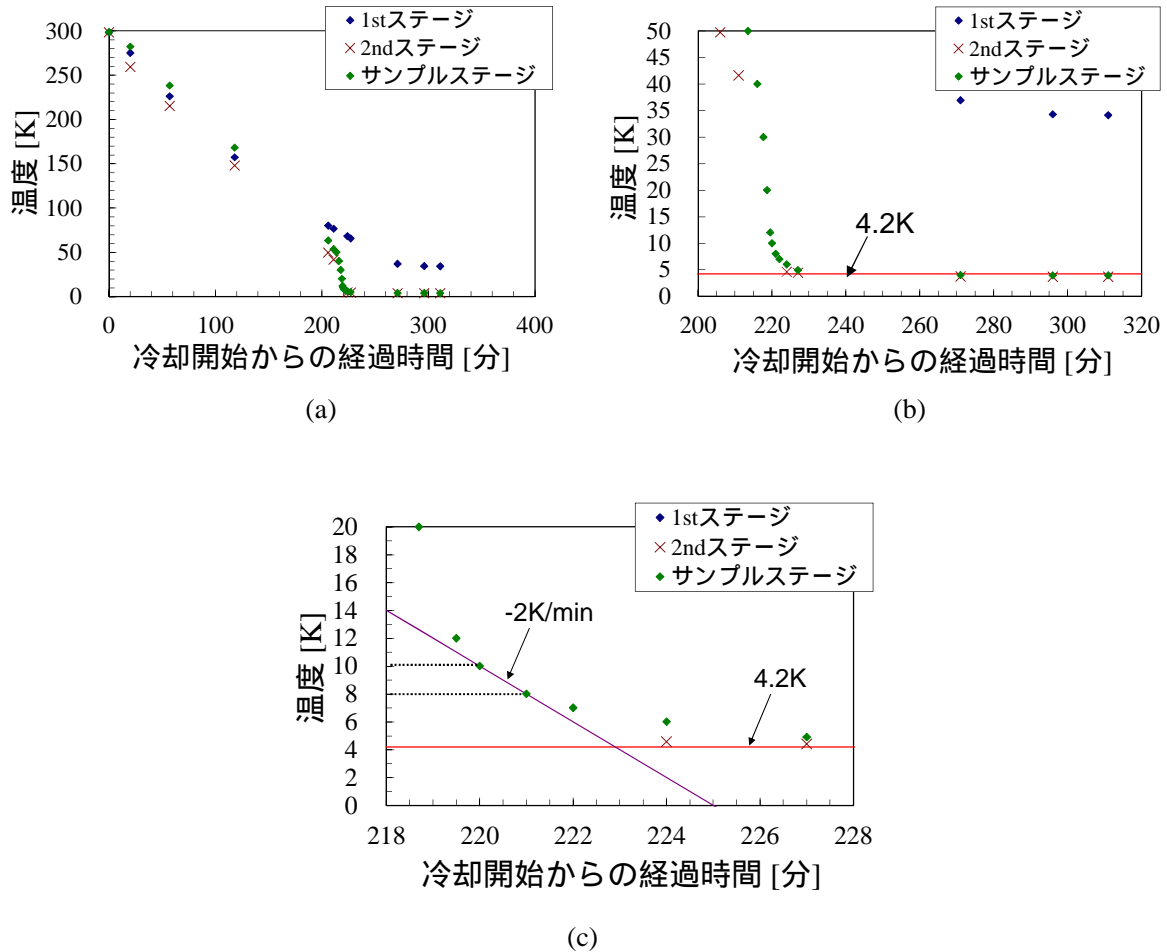 300
250
200
150
100
50
0
温度 [K]
0 100 200 300 400
冷却開始からの経過時間 [分]
1stステージ
2ndステージ
サンプルステージ
(a)
50
45
40
35
30
25
20
15
10
5
0
温度 [K]
200 220 240 260 280 300 320
冷却開始からの経過時間 [分]
1stステージ
2ndステージ
サンプルステージ
4.2K
(b)
20
18
16
14
12
10
8
6
4
2
0
温度 [K]
218 220 222 224 226 228
冷却開始からの経過時間 [分]
1stステージ
2ndステージ
サンプルステージ
-2K/min
4.2K
(c)